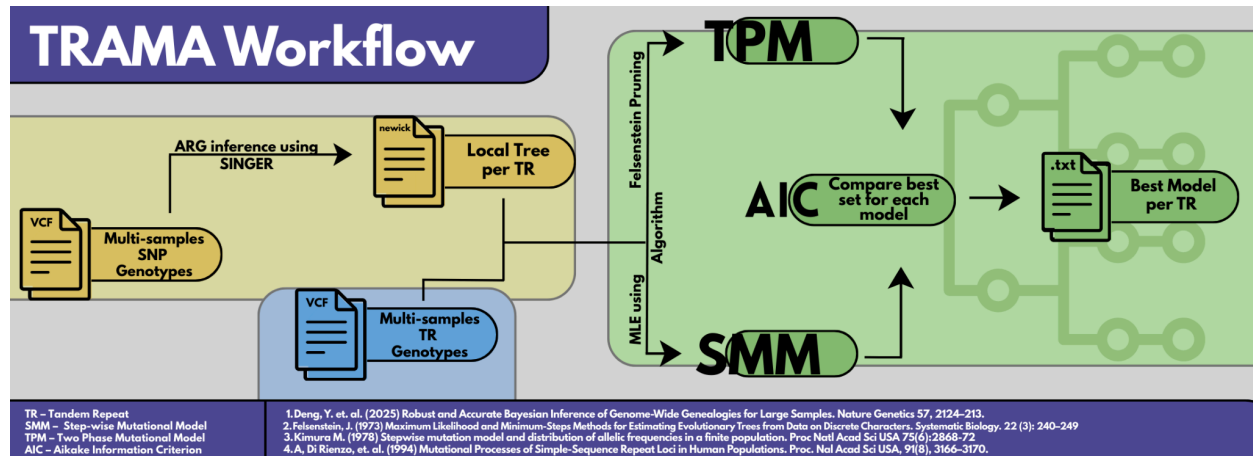 TRAMA Workflow
ARG inference using
SINGER
newick
Local Tree
per TR
VCF
Multi-samples
SNP
Genotypes
VCF
Multi-samples
TR
Genotypes
MLE using Felsenstein Pruning
Algorithm
TPM
SMM
AIC
Compare best
set for each
model
.txt
Best Model
per TR
TR – Tandem Repeat
SMM – Step-wise Mutational Model
TPM – Two Phase Mutational Model
AIC – Aikake Information Criterion
1.Deng, Y. et. al. (2025) Robust and Accurate Bayesian Inference of Genome-Wide Genealogies for Large Samples. Nature Genetics 57, 2124–213.
2.Felsenstein, J. (1973) Maximum Likelihood and Minimum-Steps Methods for Estimating Evolutionary Trees from Data on Discrete Characters. Systematic Biology. 22 (3): 240–249
3.Kimura M. (1978) Stepwise mutation model and distribution of allelic frequencies in a finite population. Proc Natl Acad Sci USA 75(6):2868-72
4.A, Di Rienzo, et. al. (1994) Mutational Processes of Simple-Sequence Repeat Loci in Human Populations. Proc. Nal Acad Sci USA, 91(8), 3166–3170.